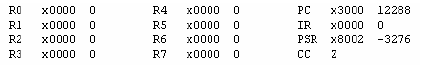 R0 x0000 0 R4 x0000 0 PC x3000 12288
R1 x0000 0 R5 x0000 0 IR x0000 0
R2 x0000 0 R6 x0000 0 PSR x8002 -3276
R3 x0000 0 R7 x0000 0 CC Z